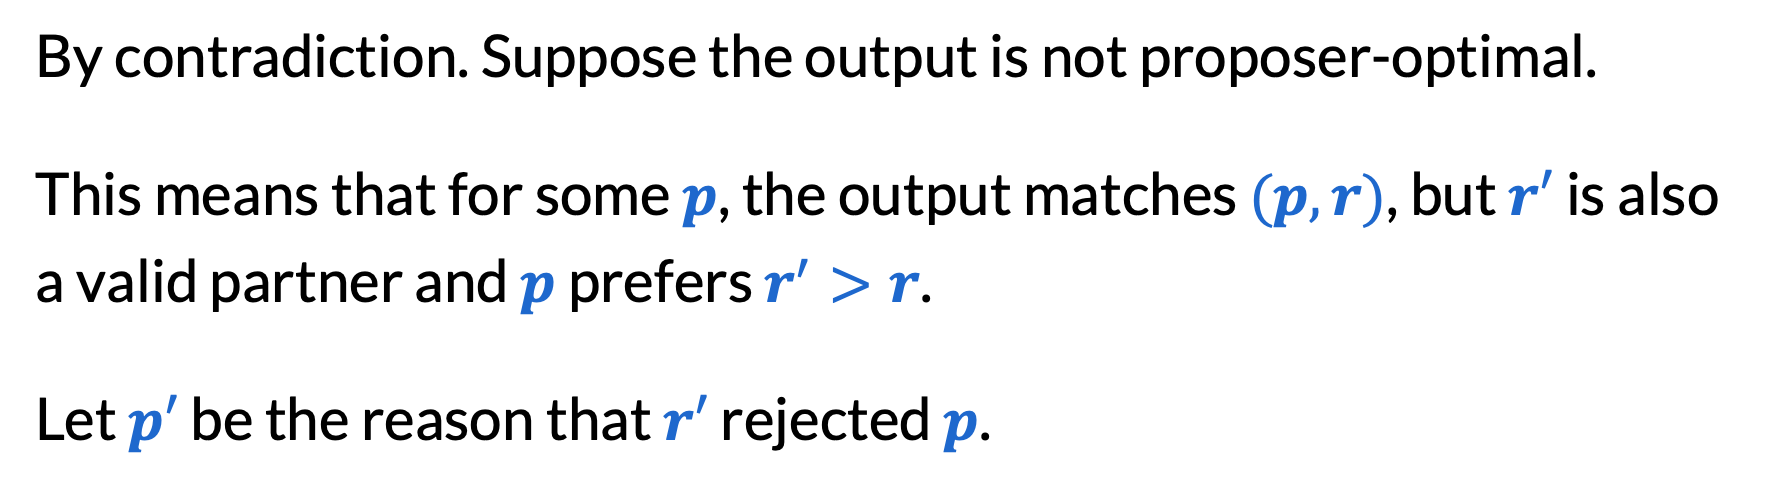 By contradiction. Suppose the output is not proposer-optimal.
This means that for some p, the output matches (p, r), but r′ is also
a valid partner and p prefers r′ > r.
Let p′ be the reason that r′ rejected p.